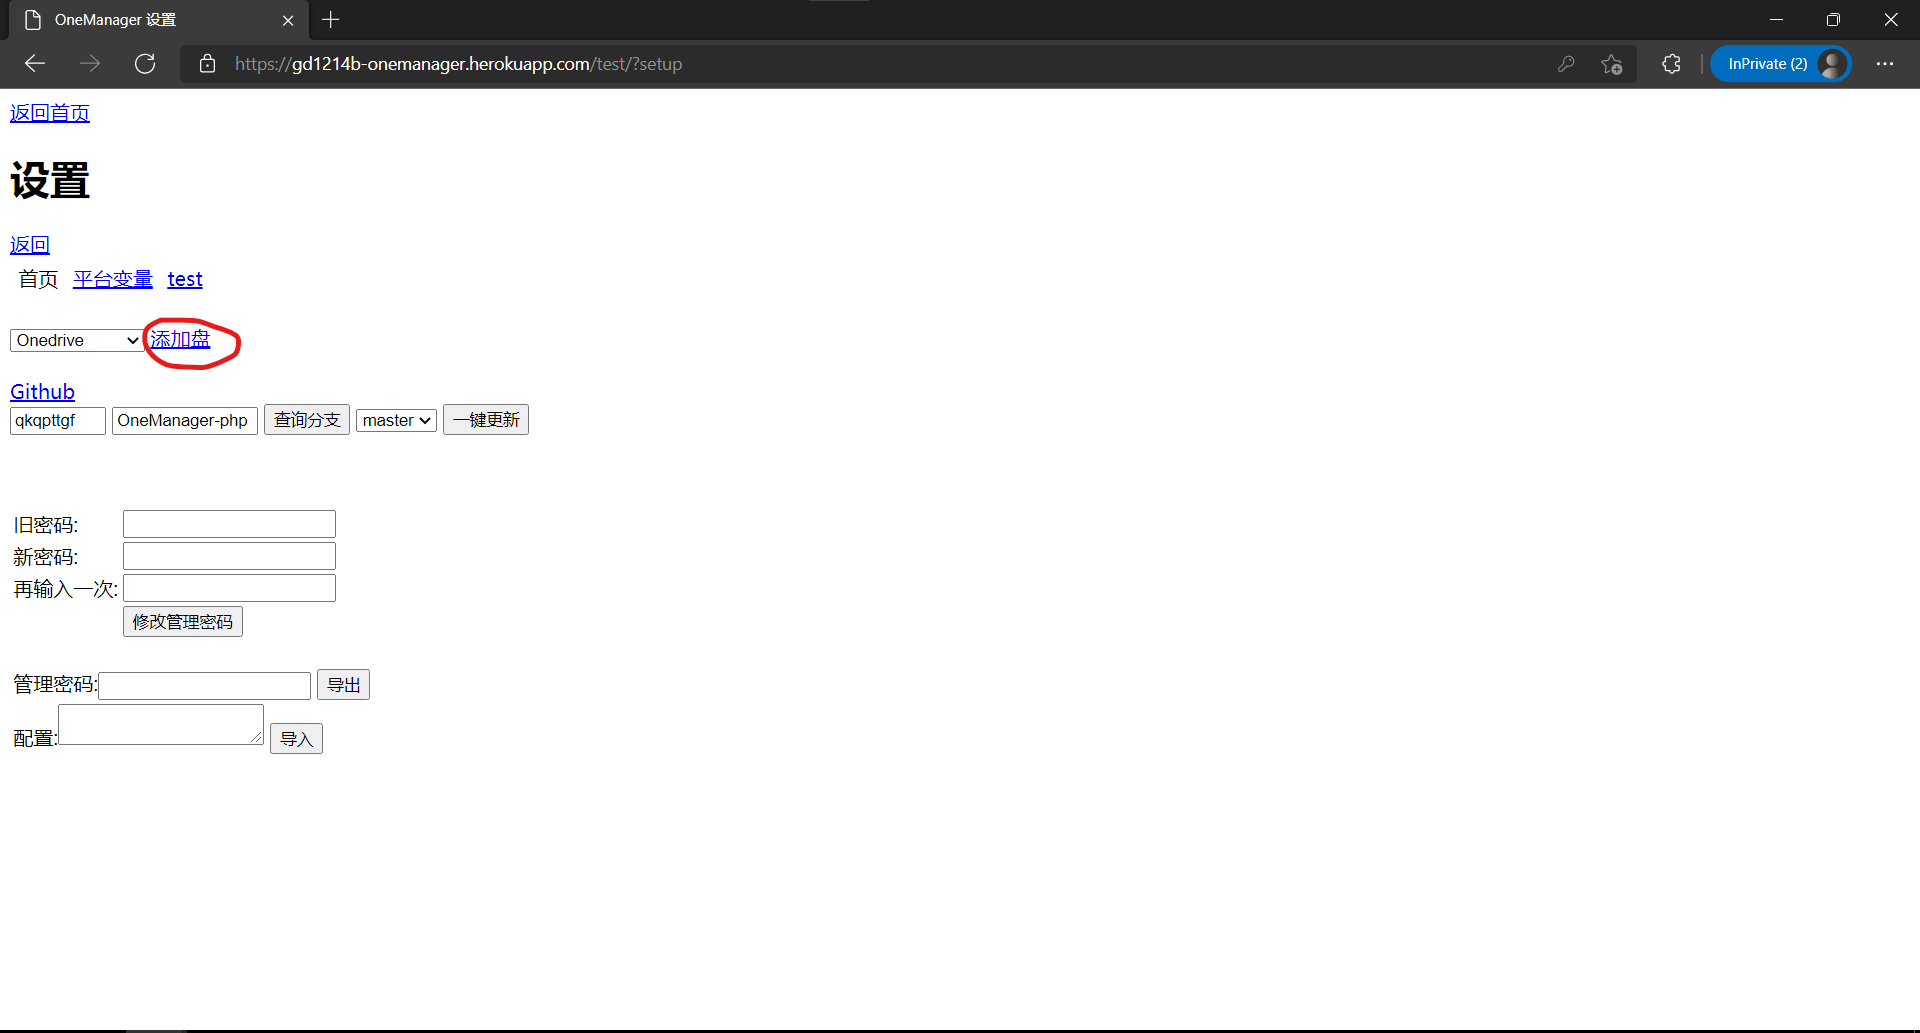 OneManager 设置
https://gd1214b-onemanager.herokuapp.com/test/?setup
InPrivate (2)
返回首页
设置
返回
首页 平台变量 test
Onedrive 添加盘
Github
qkqpttgf OneManager-php 查询分支 master 一键更新
旧密码:
新密码:
再输入一次:
修改管理密码
管理密码: 导出
配置: 导入